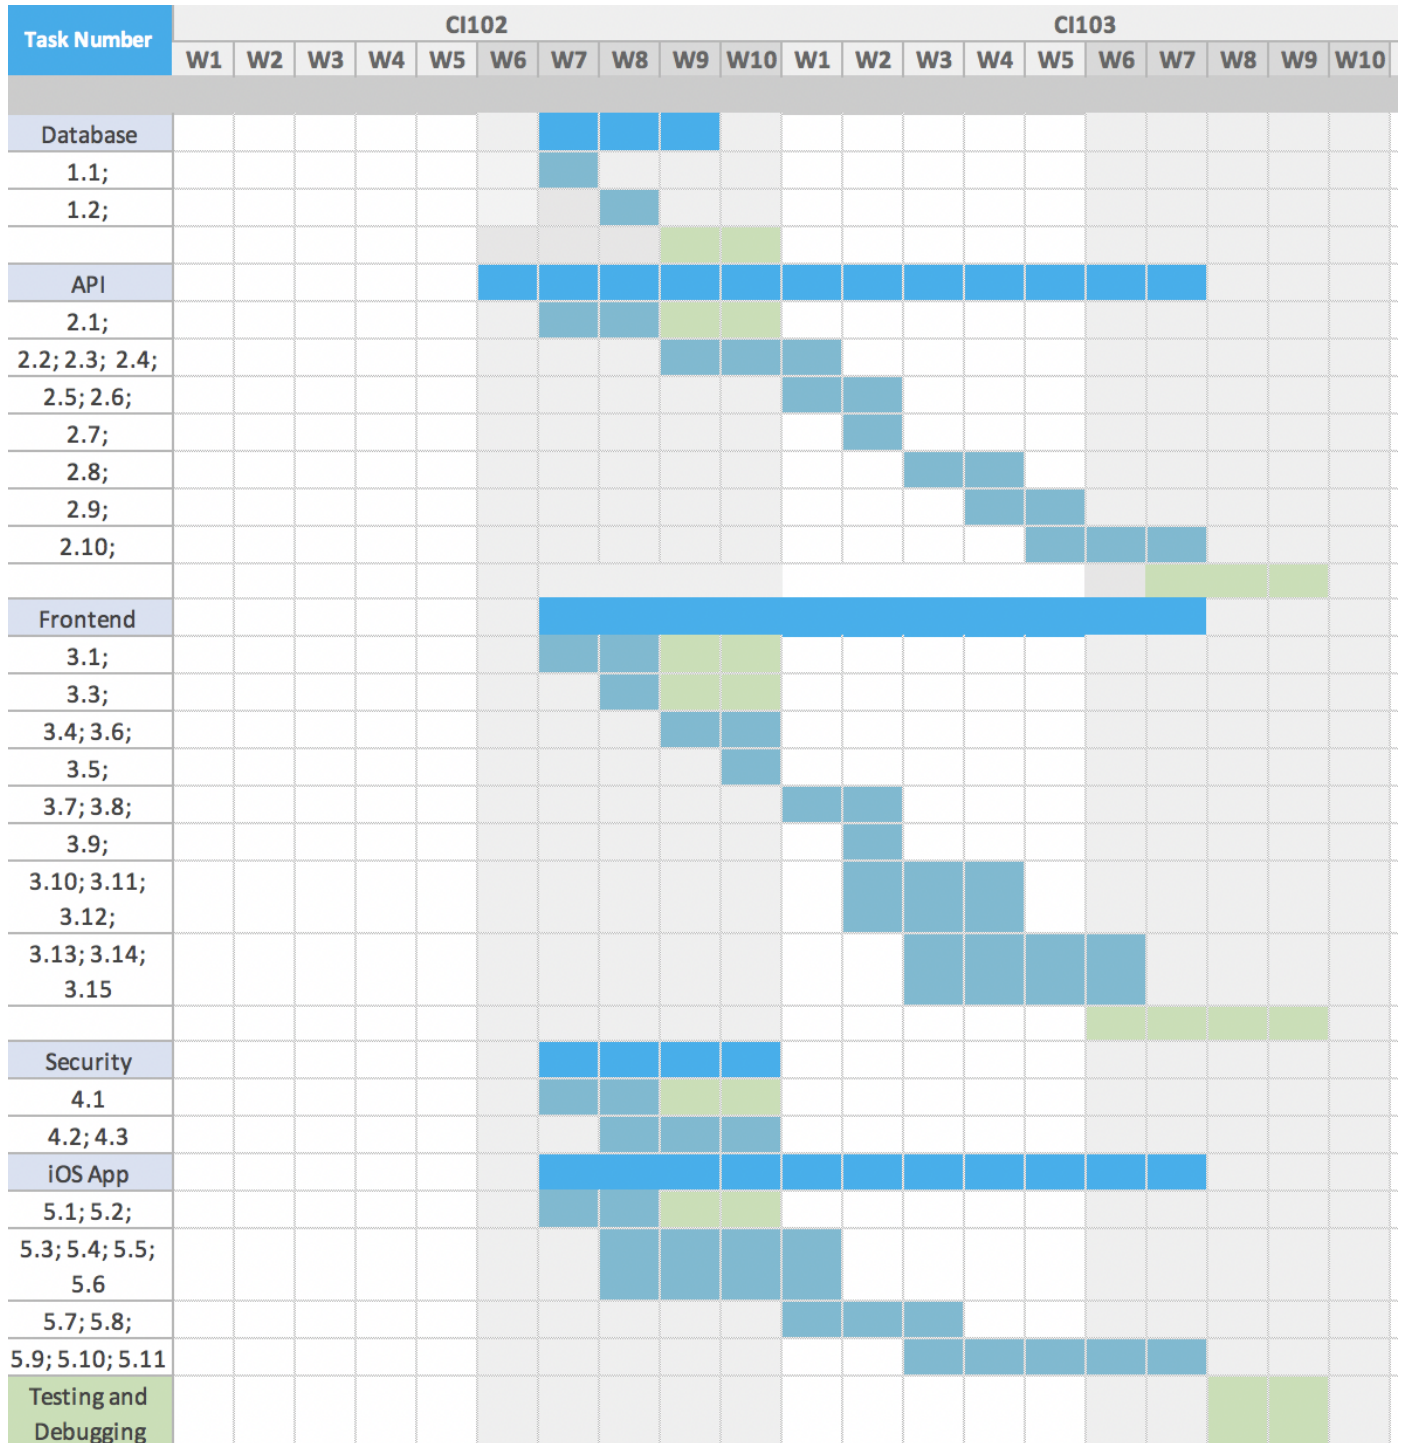 Task Number
CI102 CI103
W1 W2 W3 W4 W5 W6 W7 W8 W9 W10 W1 W2 W3 W4 W5 W6 W7 W8 W9 W10
Database
1.1;
1.2;
API
2.1;
2.2; 2.3; 2.4;
2.5; 2.6;
2.7;
2.8;
2.9;
2.10;
Frontend
3.1;
3.3;
3.4; 3.6;
3.5;
3.7; 3.8;
3.9;
3.10; 3.11;
3.12;
3.13; 3.14;
3.15
Security
4.1
4.2; 4.3
iOS App
5.1; 5.2;
5.3; 5.4; 5.5;
5.6
5.7; 5.8;
5.9; 5.10; 5.11
Testing and
Debugging